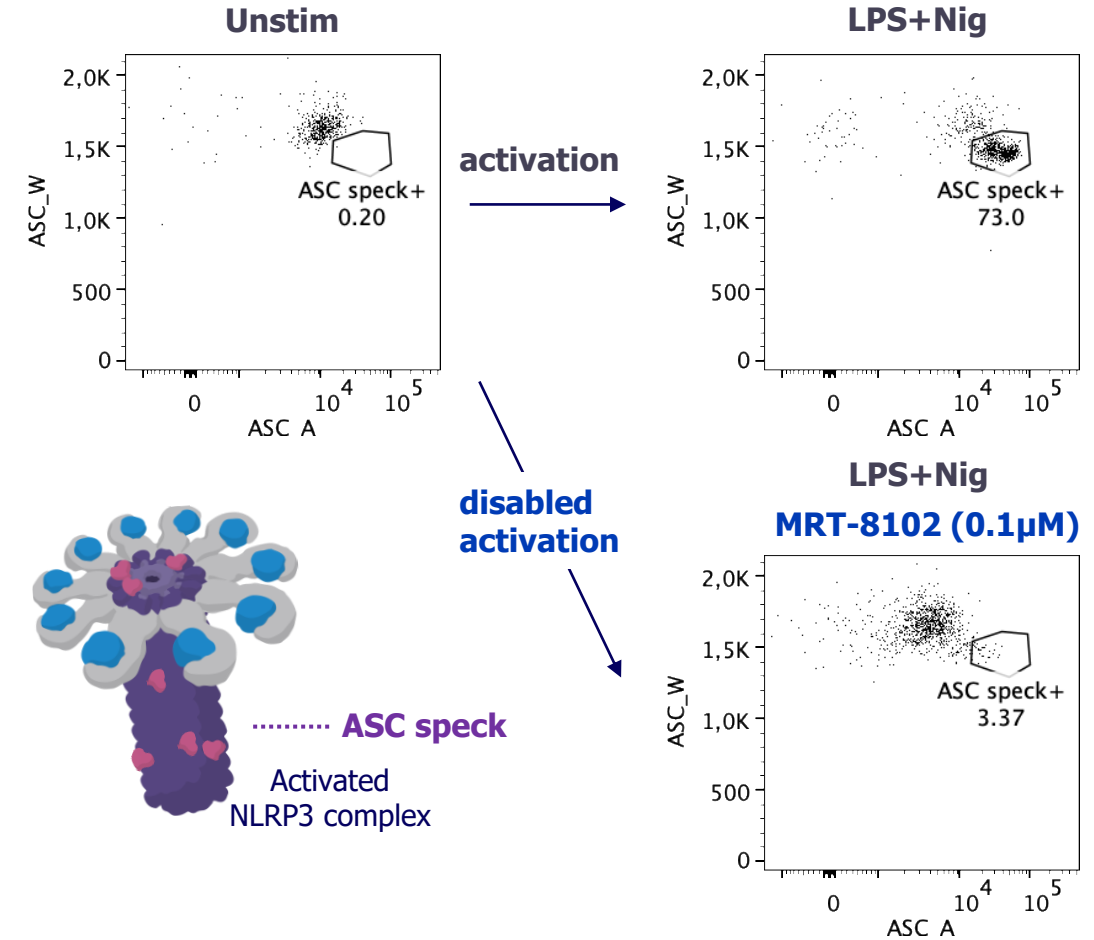 Unstim
2,0K
1,5K
1,0K
500
0
ASC_W
ASC speck+
0.20
0
10^4
10^5
ASC_A
activation
LPS+Nig
2,0K
1,5K
1,0K
500
0
ASC_W
ASC speck+
73.0
0
10^4
10^5
ASC_A
disabled
activation
LPS+Nig
MRT-8102 (0.1µM)
2,0K
1,5K
1,0K
500
0
ASC_W
ASC speck+
3.37
0
10^4
10^5
ASC_A
ASC speck
Activated
NLRP3 complex